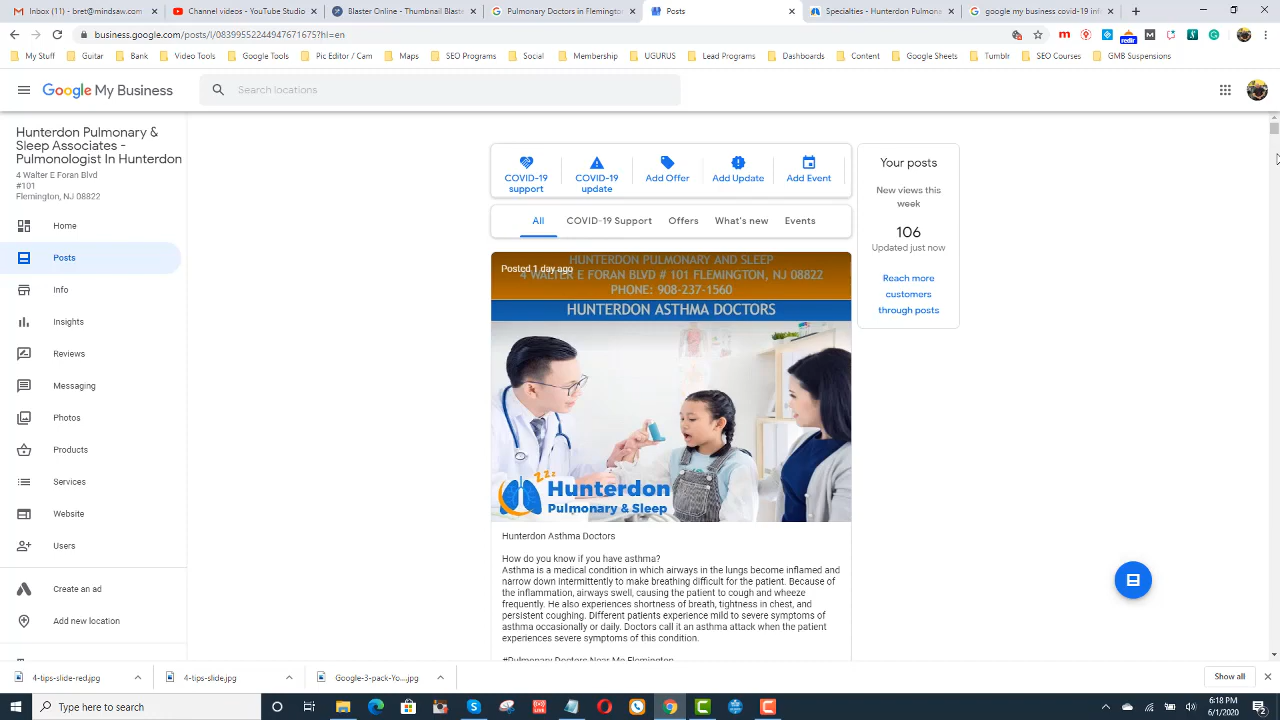 Inbox (11) - bret@mindsaw.com
Channel videos - YouTube Studio
Blaster Online - Thumbnail Blaste
Pulmonary Doctors in Flemington
Posts
Specialties - Hunterdon Pulmona
google my business covid-19 inf
business.google.com/posts/l/08399552244947671675?hl=en
My Stuff
Guitar
Bank
Video Tools
Google Tools
Pic Editor / Cam
Maps
SEO Programs
Social
Membership
UGURUS
Lead Programs
Dashboards
Content
Google Sheets
Tumblr
SEO Courses
GMB Suspensions
Google My Business
Search locations
Hunterdon Pulmonary &
Sleep Associates -
Pulmonologist In Hunterdon
4 Walter E Foran Blvd
#101
Flemington, NJ 08822
Home
Posts
Info
Insights
Reviews
Messaging
Photos
Products
Services
Website
Users
Create an ad
Add new location
COVID-19 support
COVID-19 update
Add Offer
Add Update
Add Event
All
COVID-19 Support
Offers
What's new
Events
Posted 1 day ago
HUNTERDON PULMONARY AND SLEEP
4 WALTER E FORAN BLVD # 101 FLEMINGTON, NJ 08822
PHONE: 908-237-1560
HUNTERDON ASTHMA DOCTORS
Hunterdon
Pulmonary & Sleep
Hunterdon Asthma Doctors
How do you know if you have asthma?
Asthma is a medical condition in which airways in the lungs become inflamed and
narrow down intermittently to make breathing difficult for the patient. Because of
the inflammation, airways swell, causing the patient to cough and wheeze
frequently. He also experiences shortness of breath, tightness in chest, and
persistent coughing. Different patients experience mild to severe symptoms of
asthma occasionally or daily. Doctors call it an asthma attack when the patient
experiences severe symptoms of this condition.
#Pulmonary Doctors Near Me Flemington
Your posts
New views this
week
106
Updated just now
Reach more
customers
through posts
4-tips-slide-red.jpg
4-tips-slide.jpg
Google-3-pack-Yo....jpg
Show all
Type here to search
6:18 PM
6/1/2020